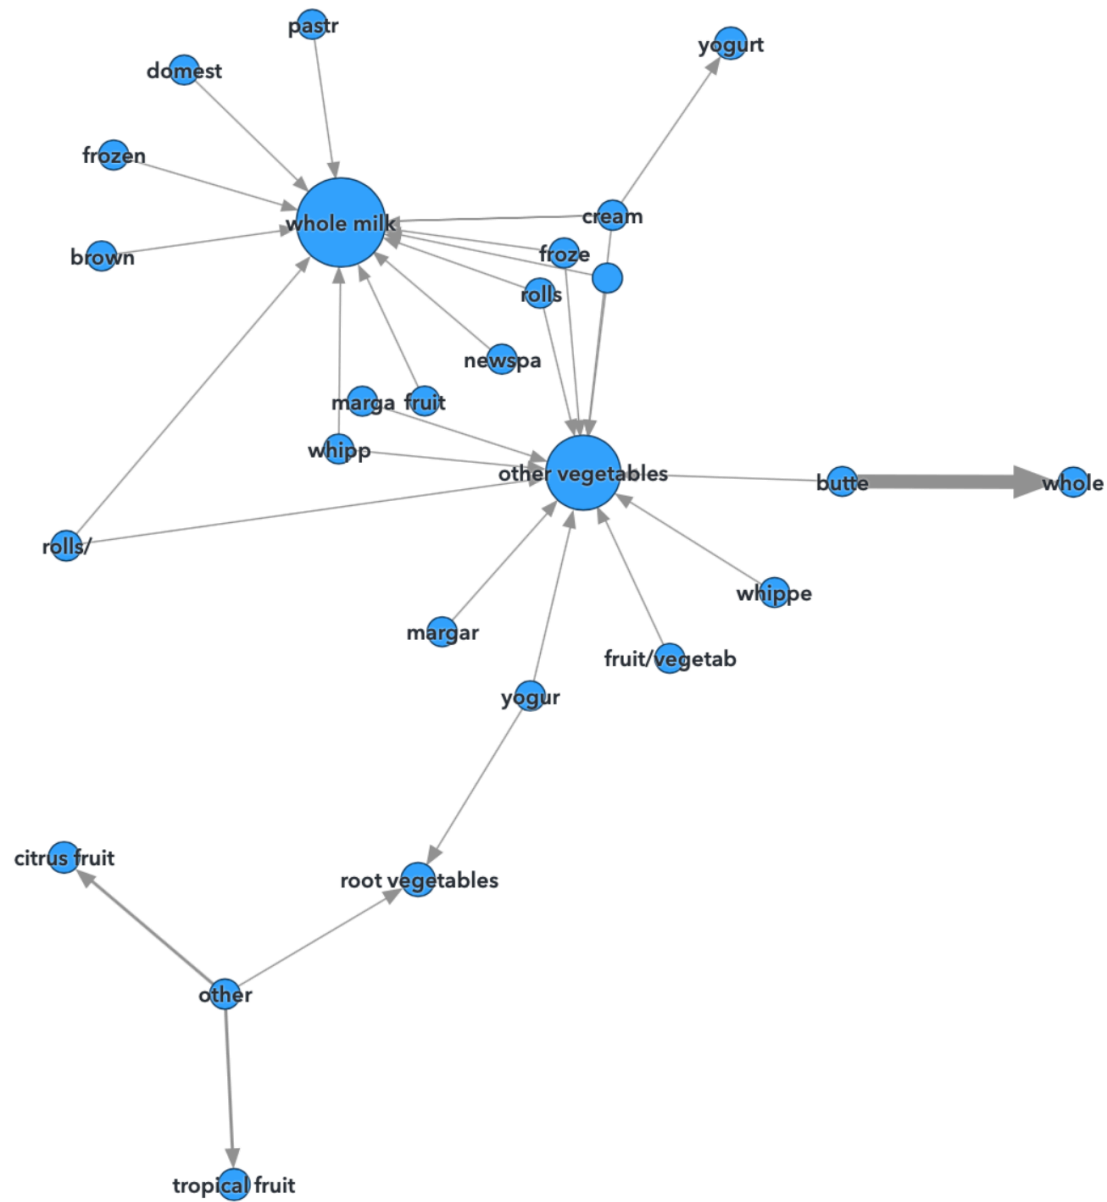 pastr
yogurt
domest
frozen
cream
whole milk
froze
brown
rolls
newspa
marga
fruit
whipp
other vegetables
butte
whole
rolls/
whippe
margar
fruit/vegetab
yogur
citrus fruit
root vegetables
other
tropical fruit